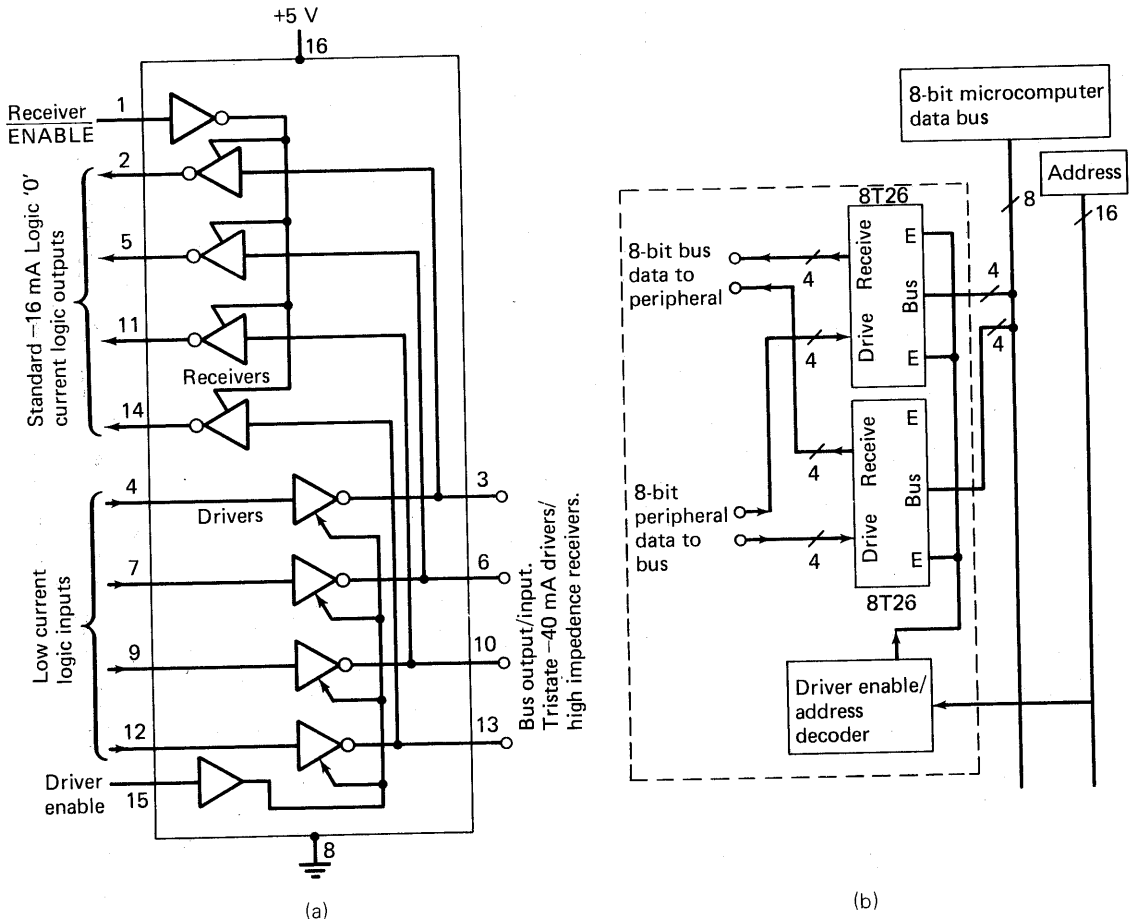 +5 V
16
Receiver
ENABLE
1
2
5
11
14
Standard –16 mA Logic '0'
current logic outputs
Receivers
4
Drivers
7
9
12
Low current
logic inputs
Driver
enable
15
3
6
10
13
Bus output/input.
Tristate –40 mA drivers/
high impedence receivers.
8
(a)
8-bit microcomputer
data bus
Address
8
16
8T26
8-bit bus
data to
peripheral
4
4
Receive
Drive
E
Bus
E
4
4
8-bit
peripheral
data to
bus
4
4
Receive
Drive
E
Bus
E
8T26
Driver enable/
address
decoder
(b)